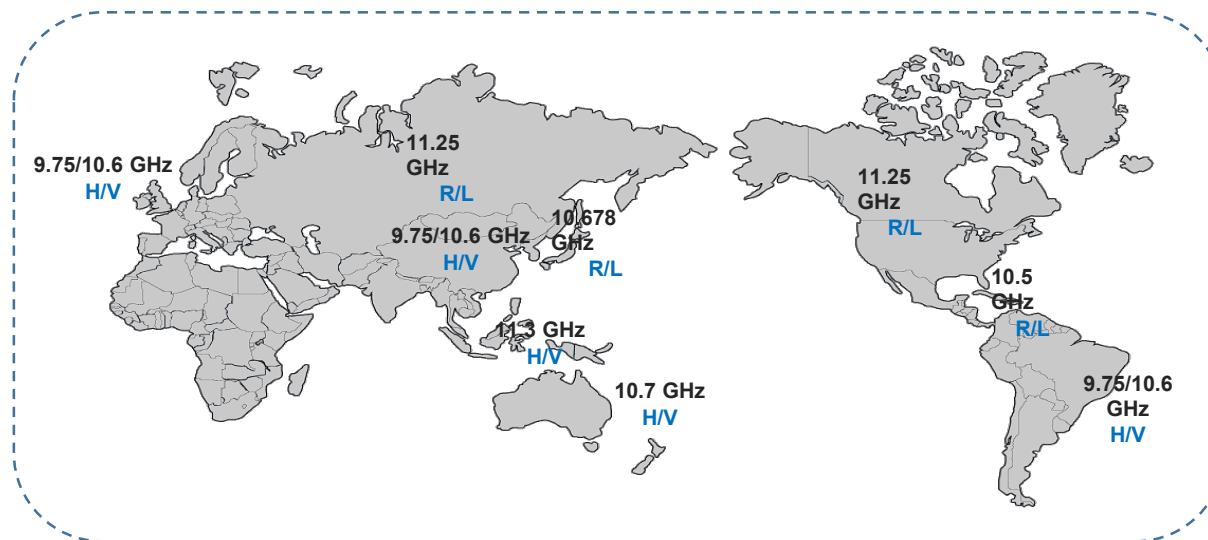 9.75/10.6 GHz
H/V
11.25
GHz
R/L
9.75/10.6 GHz
H/V
10.678
GHz
R/L
11.3 GHz
H/V
10.7 GHz
H/V
11.25
GHz
R/L
10.5
GHz
R/L
9.75/10.6
GHz
H/V